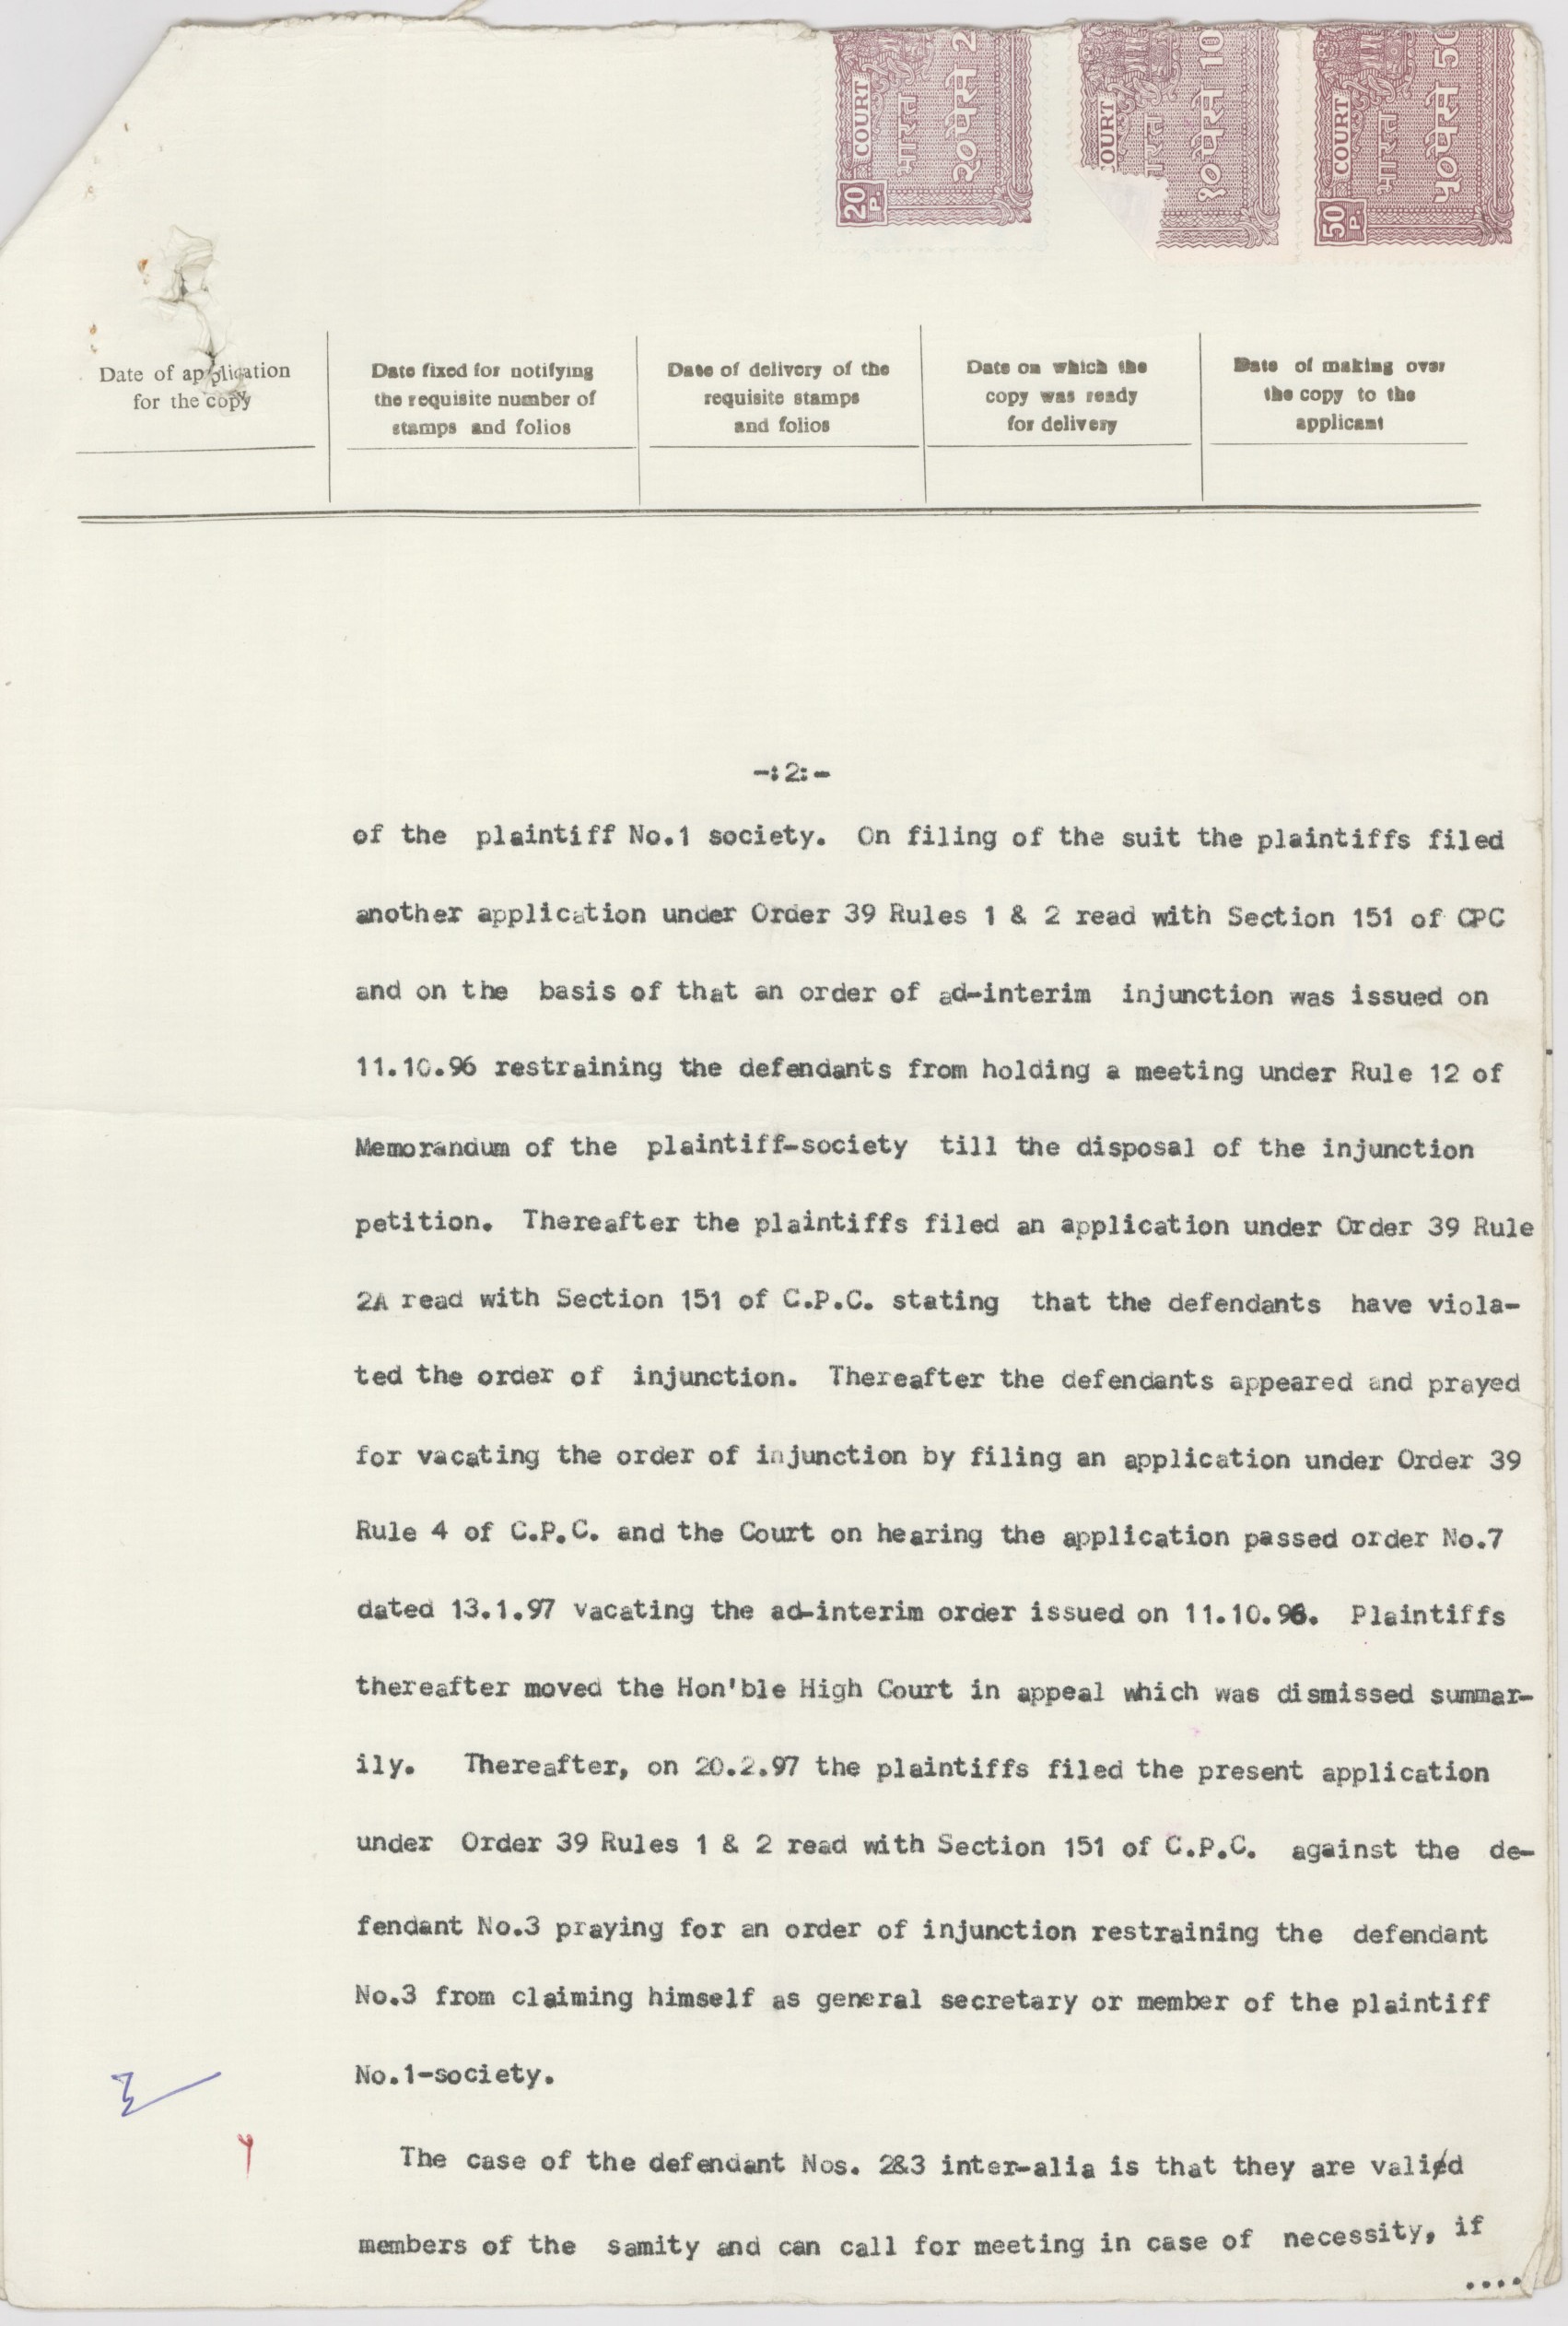 20 P. COURT भारत २० पैसे 2
COURT भारत १० पैसे 10
50 P. COURT भारत ५० पैसे 50
Date of application for the copy
Date fixed for notifying the requisite number of stamps and folios
Date of delivery of the requisite stamps and folios
Date on which the copy was ready for delivery
Date of making over the copy to the applicant
-:2:-
of the plaintiff No.1 society. On filing of the suit the plaintiffs filed
another application under Order 39 Rules 1 & 2 read with Section 151 of CPC
and on the basis of that an order of ad-interim injunction was issued on
11.10.96 restraining the defendants from holding a meeting under Rule 12 of
Memorandum of the plaintiff-society till the disposal of the injunction
petition. Thereafter the plaintiffs filed an application under Order 39 Rule
2A read with Section 151 of C.P.C. stating that the defendants have viola-
ted the order of injunction. Thereafter the defendants appeared and prayed
for vacating the order of injunction by filing an application under Order 39
Rule 4 of C.P.C. and the Court on hearing the application passed order No.7
dated 13.1.97 vacating the ad-interim order issued on 11.10.96. Plaintiffs
thereafter moved the Hon'ble High Court in appeal which was dismissed summar-
ily. Thereafter, on 20.2.97 the plaintiffs filed the present application
under Order 39 Rules 1 & 2 read with Section 151 of C.P.C. against the de-
fendant No.3 praying for an order of injunction restraining the defendant
No.3 from claiming himself as general secretary or member of the plaintiff
No.1-society.
The case of the defendant Nos. 2&3 inter-alia is that they are valid
members of the samity and can call for meeting in case of necessity, if
....